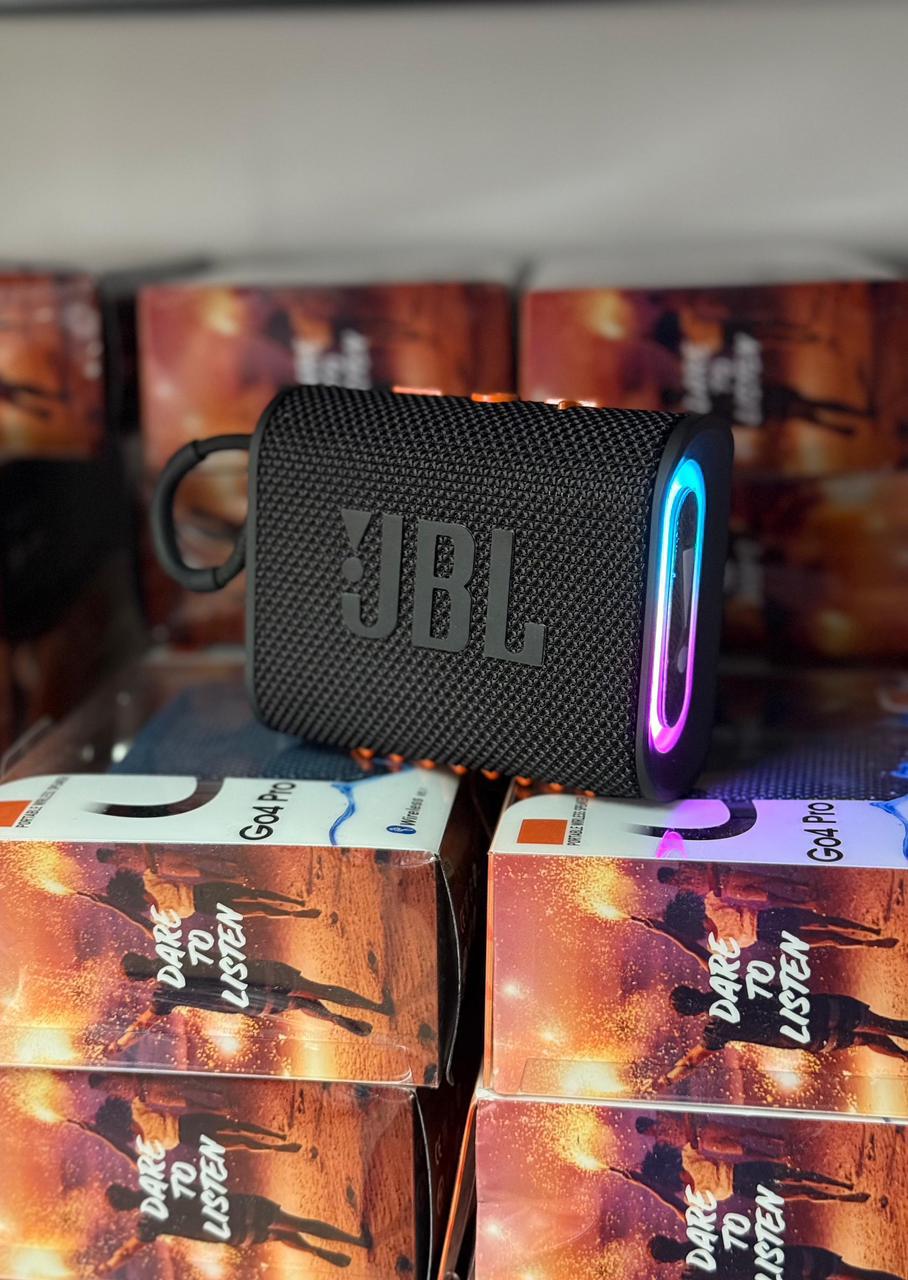 DARE
TO
LISTEN
DARE
TO
LISTEN
JBL
PORTABLE WIRELESS SPEAKER
Go4 Pro
Wireless
PORTABLE WIRELESS SPEAKER
Go4 Pro
DARE
TO
LISTEN
DARE
TO
LISTEN
DARE
TO
LISTEN
DARE
TO
LISTEN